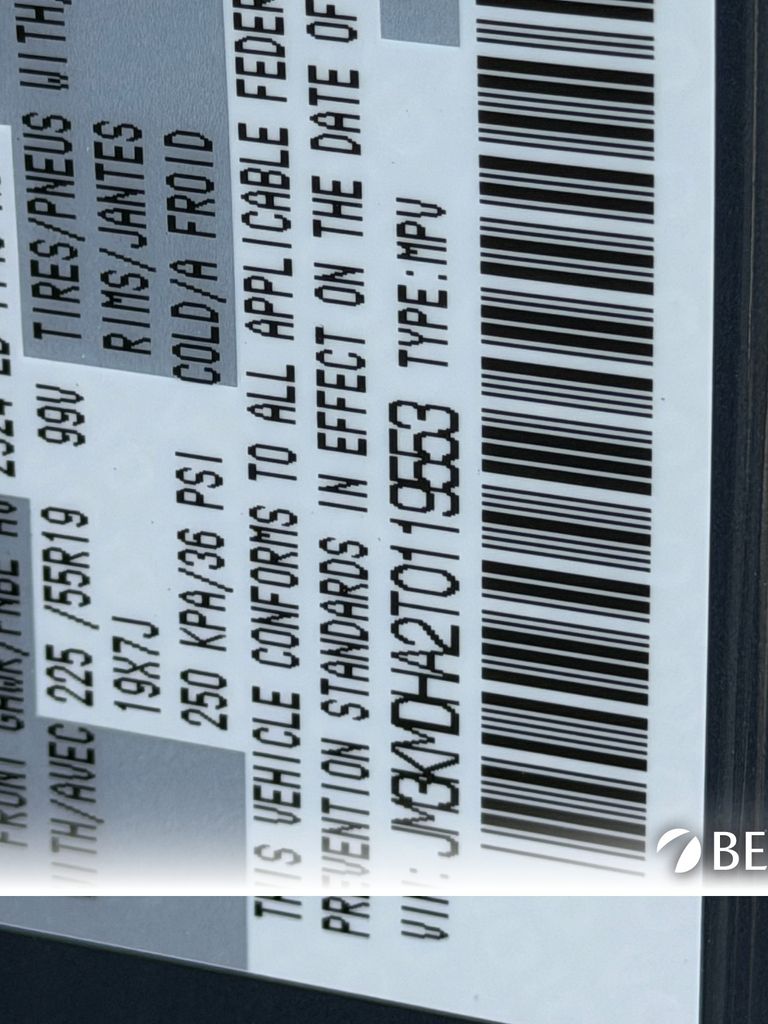 FRONT GAWR/PNBE AV
WITH/AVEC 225 /55R19 99V TIRES/PNEUS WITH/
19X7J RIMS/JANTES
250 KPA/36 PSI COLD/A FROID
THIS VEHICLE CONFORMS TO ALL APPLICABLE FEDER
PREVENTION STANDARDS IN EFFECT ON THE DATE OF
VIN: JM3KMDHA2T0119553 TYPE:MPV
BE